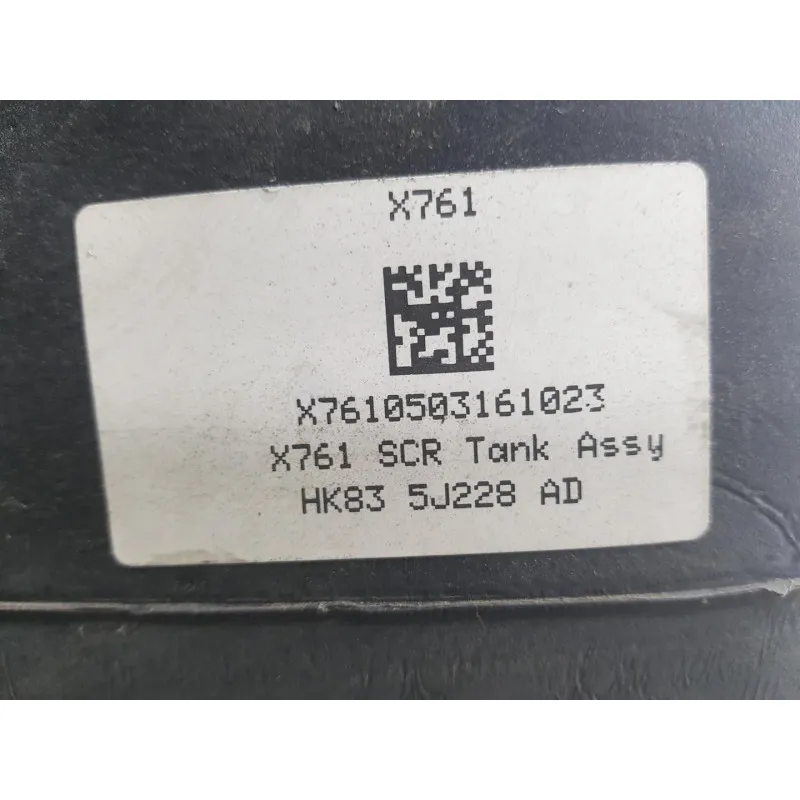 X761
X7610503161023
X761 SCR Tank Assy
HK83 5J228 AD